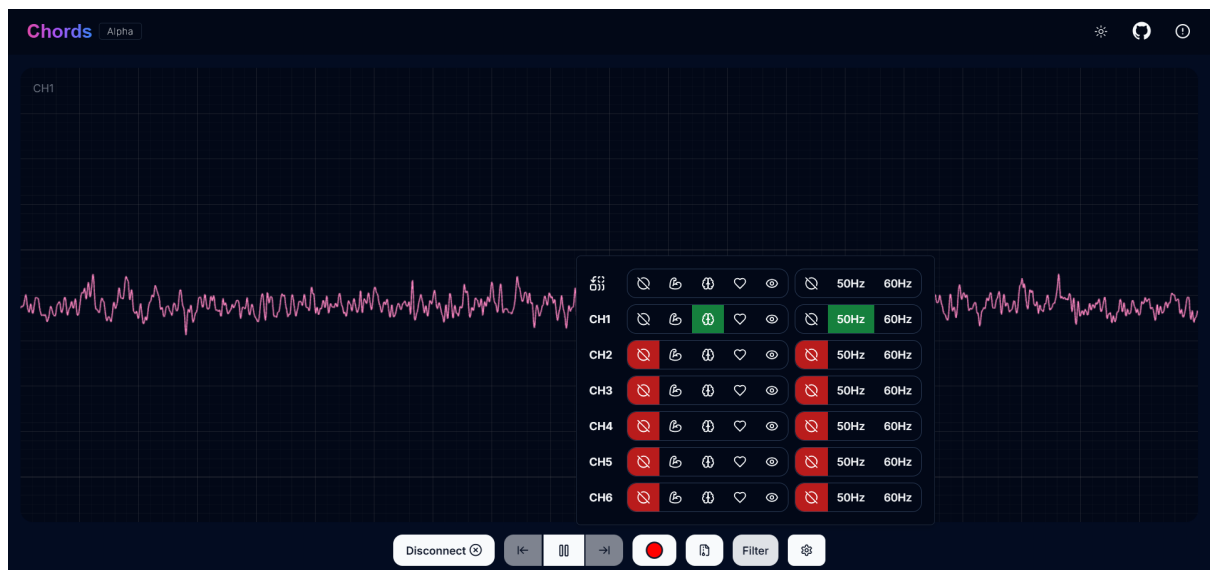 Chords Alpha
CH1
50Hz 60Hz
CH1 50Hz 60Hz
CH2 50Hz 60Hz
CH3 50Hz 60Hz
CH4 50Hz 60Hz
CH5 50Hz 60Hz
CH6 50Hz 60Hz
Disconnect Filter